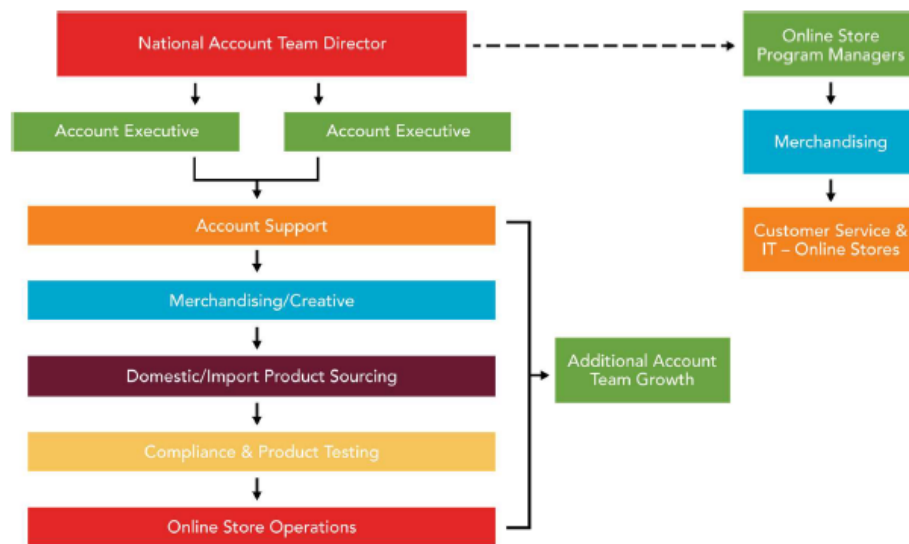 National Account Team Director
Online Store
Program Managers
Account Executive
Account Executive
Merchandising
Account Support
Customer Service &
IT – Online Stores
Merchandising/Creative
Domestic/Import Product Sourcing
Additional Account
Team Growth
Compliance & Product Testing
Online Store Operations